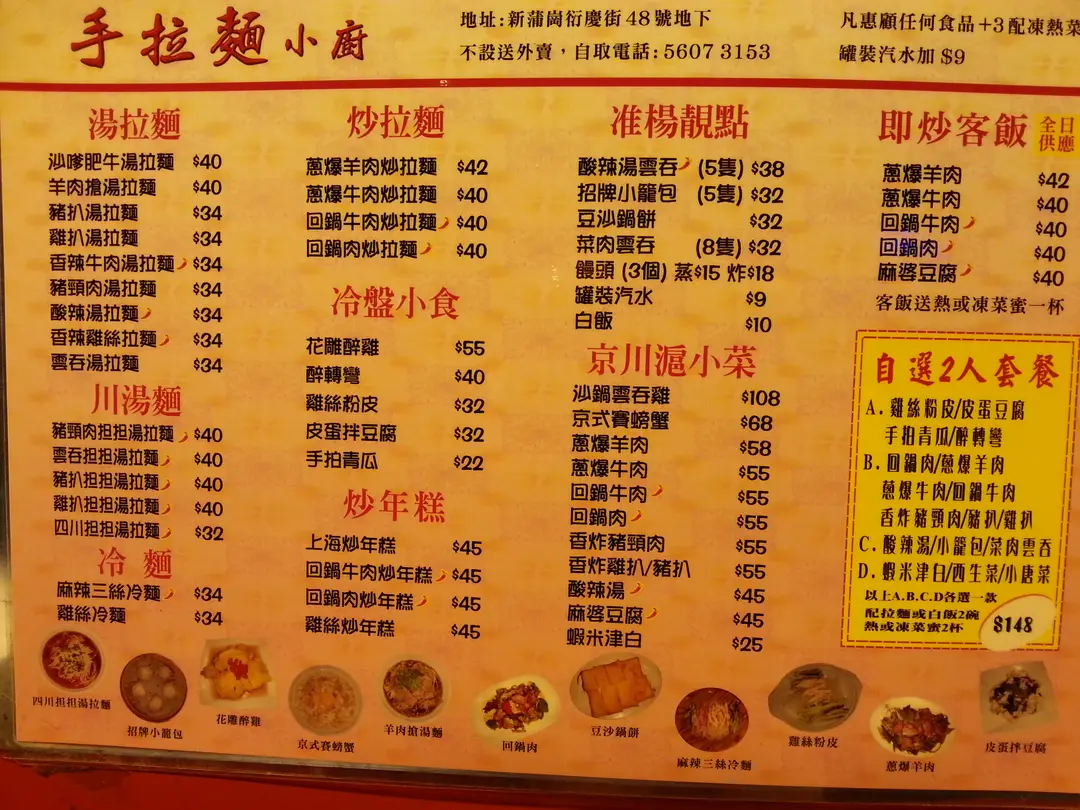 手拉麵小廚
地址:新蒲崗衍慶街48號地下
不設送外賣，自取電話:5607 3153
凡惠顧任何食品+3配凍熱菜
罐裝汽水加 $9
湯拉麵
沙嗲肥牛湯拉麵 $40
羊肉搶湯拉麵 $40
豬扒湯拉麵 $34
雞扒湯拉麵 $34
香辣牛肉湯拉麵 $34
豬頸肉湯拉麵 $34
酸辣湯拉麵 $34
香辣雞絲拉麵 $34
雲吞湯拉麵 $34
川湯麵
豬頸肉担担湯拉麵 $40
雲吞担担湯拉麵 $40
豬扒担担湯拉麵 $40
雞扒担担湯拉麵 $40
四川担担湯拉麵 $32
冷麵
麻辣三絲冷麵 $34
雞絲冷麵 $34
炒拉麵
蔥爆羊肉炒拉麵 $42
蔥爆牛肉炒拉麵 $40
回鍋牛肉炒拉麵 $40
回鍋肉炒拉麵 $40
冷盤小食
花雕醉雞 $55
醉轉彎 $40
雞絲粉皮 $32
皮蛋拌豆腐 $32
手拍青瓜 $22
炒年糕
上海炒年糕 $45
回鍋牛肉炒年糕 $45
回鍋肉炒年糕 $45
雞絲炒年糕 $45
准楊靚點
酸辣湯雲吞 (5隻) $38
招牌小籠包 (5隻) $32
豆沙鍋餅 $32
菜肉雲吞 (8隻) $32
饅頭 (3個) 蒸$15 炸$18
罐裝汽水 $9
白飯 $10
京川滬小菜
沙鍋雲吞雞 $108
京式賽螃蟹 $68
蔥爆羊肉 $58
蔥爆牛肉 $55
回鍋牛肉 $55
回鍋肉 $55
香炸豬頸肉 $55
香炸雞扒/豬扒 $55
酸辣湯 $45
麻婆豆腐 $45
蝦米津白 $25
即炒客飯 全日供應
蔥爆羊肉 $42
蔥爆牛肉 $40
回鍋牛肉 $40
回鍋肉 $40
麻婆豆腐 $40
客飯送熱或凍菜蜜一杯
自選2人套餐
A.雞絲粉皮/皮蛋豆腐
手拍青瓜/醉轉彎
B.回鍋肉/蔥爆羊肉
蔥爆牛肉/回鍋牛肉
香炸豬頸肉/豬扒/雞扒
C.酸辣湯/小籠包/菜肉雲吞
D.蝦米津白/西生菜/小唐菜
以上A.B.C.D各選一款
配拉麵或白飯2碗
熱或凍菜蜜2杯
$148
四川担担湯拉麵
招牌小籠包
花雕醉雞
京式賽螃蟹
羊肉搶湯麵
回鍋肉
豆沙鍋餅
麻辣三絲冷麵
雞絲粉皮
蔥爆羊肉
皮蛋拌豆腐